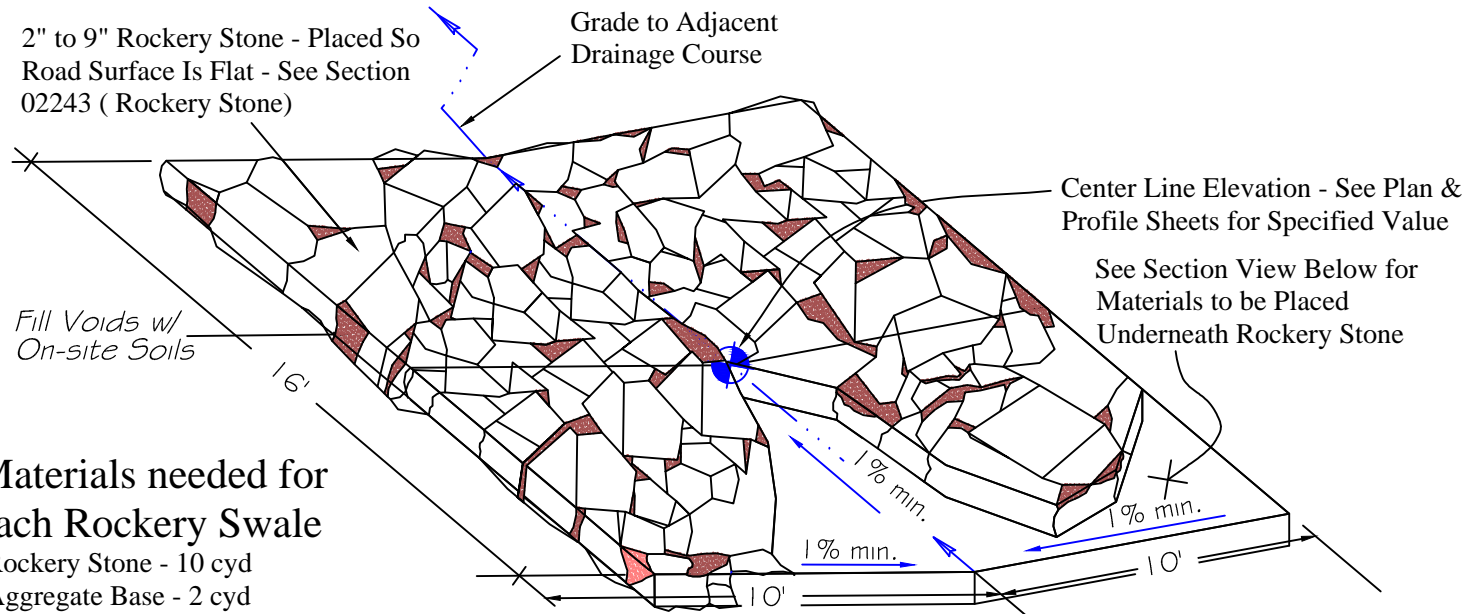 2" to 9" Rockery Stone - Placed So
Road Surface Is Flat - See Section
02243 ( Rockery Stone)
Grade to Adjacent
Drainage Course
Center Line Elevation - See Plan &
Profile Sheets for Specified Value
See Section View Below for
Materials to be Placed
Underneath Rockery Stone
Fill Voids w/
On-site Soils
16'
1% min.
1% min.
1% min.
10'
10'
Materials needed for
ach Rockery Swale
Rockery Stone - 10 cyd
Aggregate Base - 2 cyd